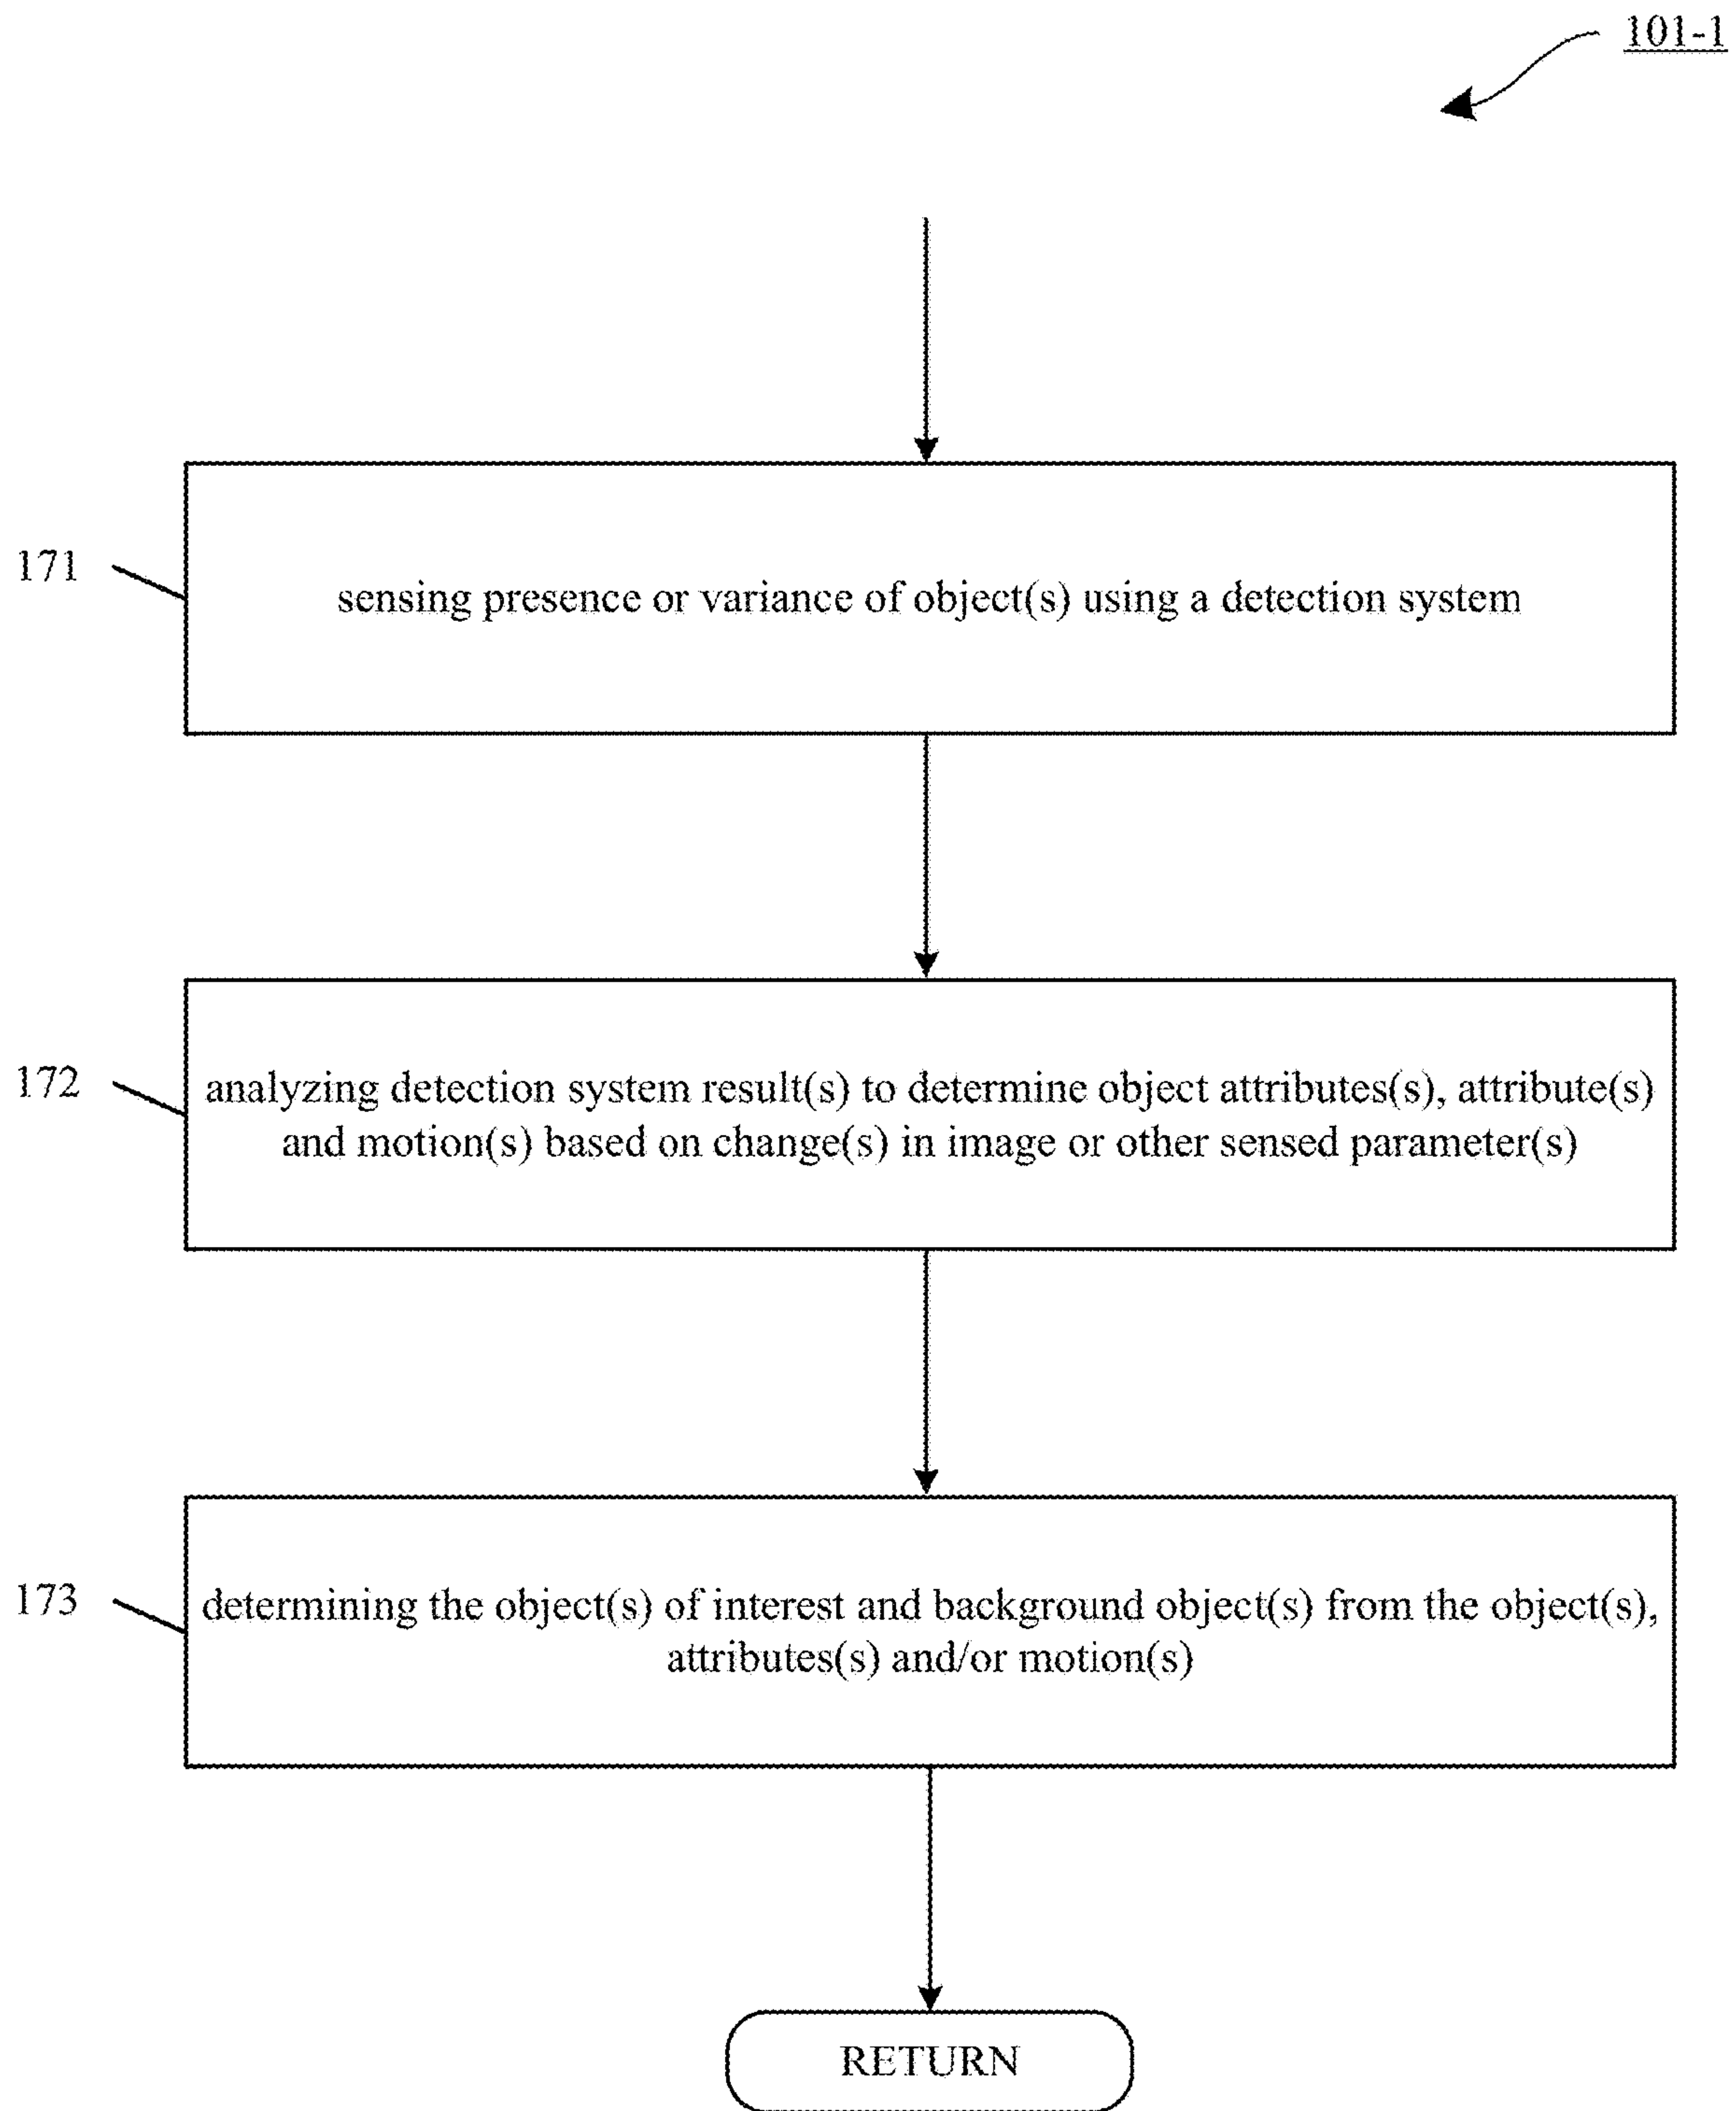 101-1
171
sensing presence or variance of object(s) using a detection system
172
analyzing detection system result(s) to determine object attributes(s), attribute(s)
and motion(s) based on change(s) in image or other sensed parameter(s)
173
determining the object(s) of interest and background object(s) from the object(s),
attributes(s) and/or motion(s)
RETURN